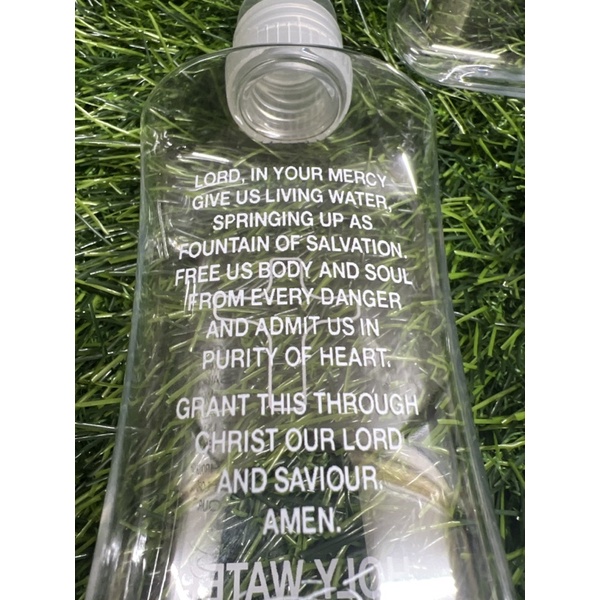 LORD, IN YOUR MERCY
GIVE US LIVING WATER,
SPRINGING UP AS
FOUNTAIN OF SALVATION.
FREE US BODY AND SOUL
FROM EVERY DANGER
AND ADMIT US IN
PURITY OF HEART.
GRANT THIS THROUGH
CHRIST OUR LORD
AND SAVIOUR.
AMEN.
HOLY WATE